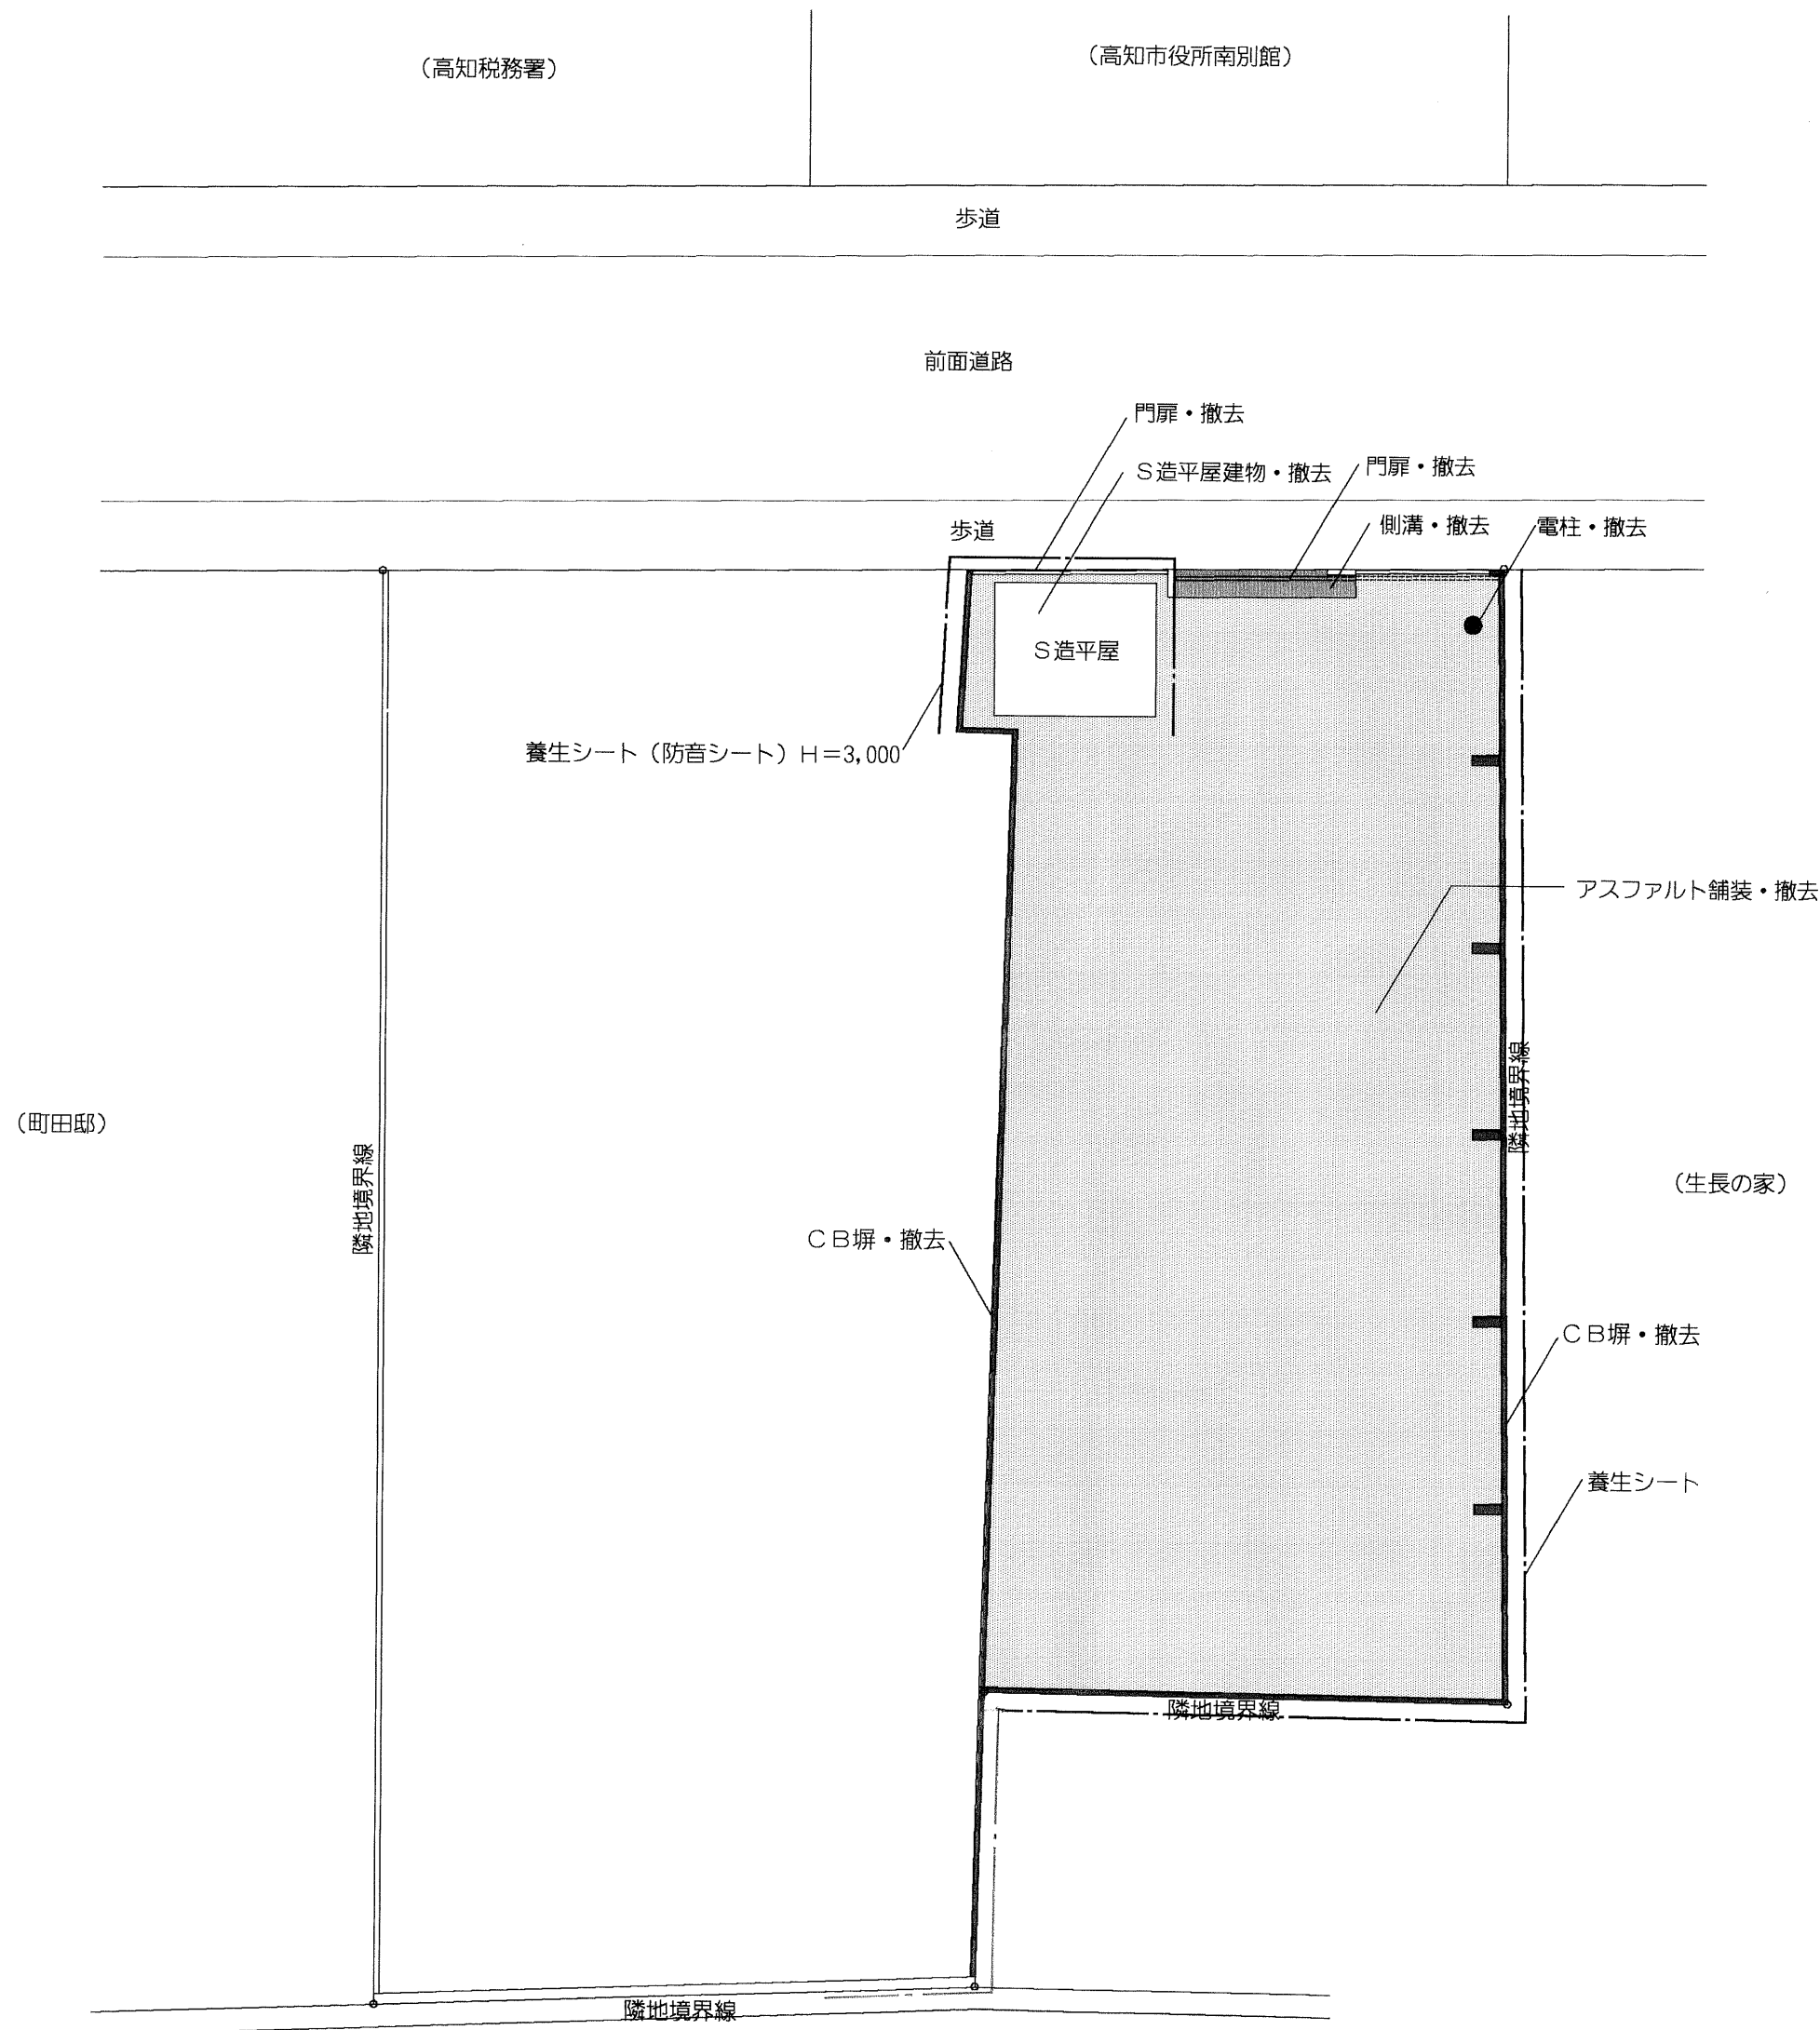 （高知税務署）
（高知市役所南別館）
歩道
前面道路
門扉・撤去
Ｓ造平屋建物・撤去
門扉・撤去
歩道
側溝・撤去
電柱・撤去
Ｓ造平屋
養生シート（防音シート）Ｈ＝3,000
アスファルト舗装・撤去
隣地境界線
（町田邸）
隣地境界線
（生長の家）
ＣＢ塀・撤去
ＣＢ塀・撤去
養生シート
隣地境界線
隣地境界線